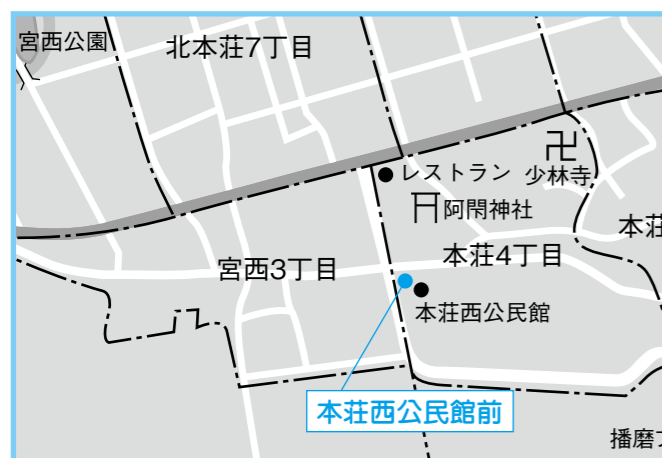 宮西公園
北本荘7丁目
レストラン
少林寺
阿閇神社
本荘
宮西3丁目
本荘4丁目
本荘西公民館
本荘西公民館前
播磨